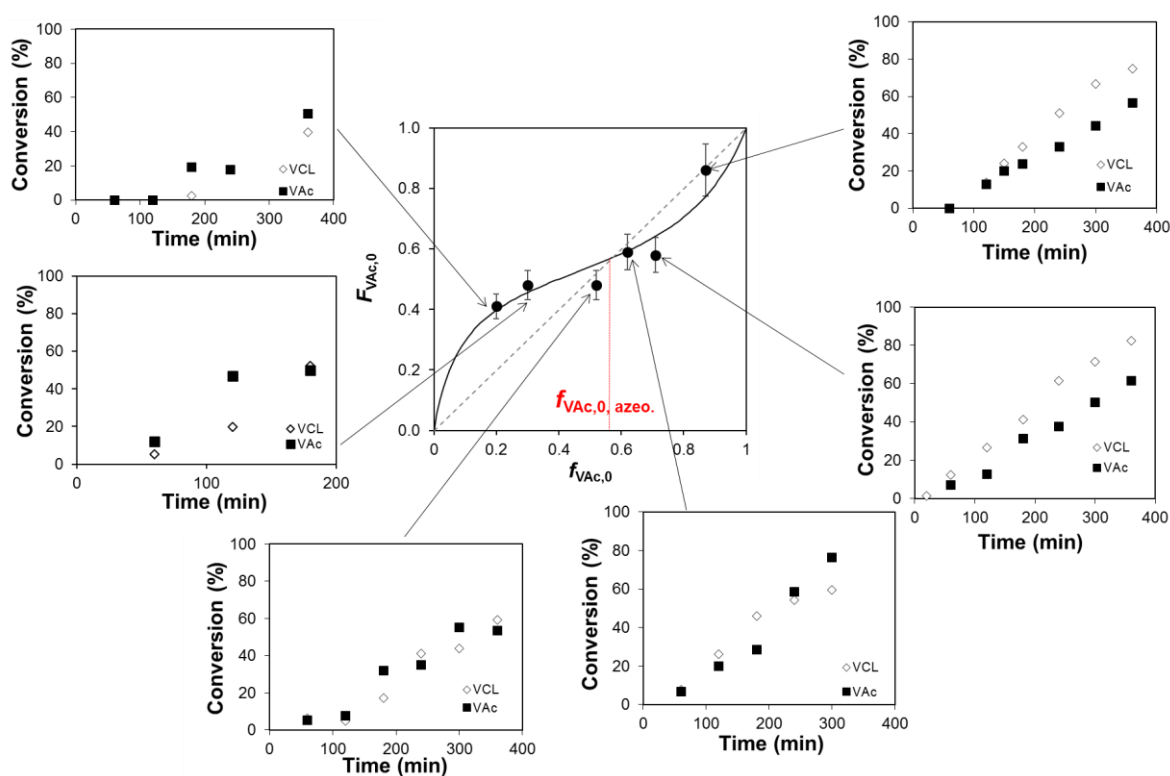 Conversion (%)
100
80
60
40
20
0
VCL
VAc
0 100 200 300 400
Time (min)
F VAc,0
1.0
0.8
0.6
0.4
0.2
0.0
f VAc,0, azeo.
0 0.2 0.4 0.6 0.8 1
f VAc,0
Conversion (%)
100
80
60
40
20
0
VCL
VAc
0 100 200 300 400
Time (min)
Conversion (%)
100
80
60
40
20
0
VCL
VAc
0 100 200
Time (min)
Conversion (%)
100
80
60
40
20
0
VCL
VAc
0 100 200 300 400
Time (min)
Conversion (%)
100
80
60
40
20
0
VCL
VAc
0 100 200 300 400
Time (min)
Conversion (%)
100
80
60
40
20
0
VCL
VAc
0 100 200 300 400
Time (min)